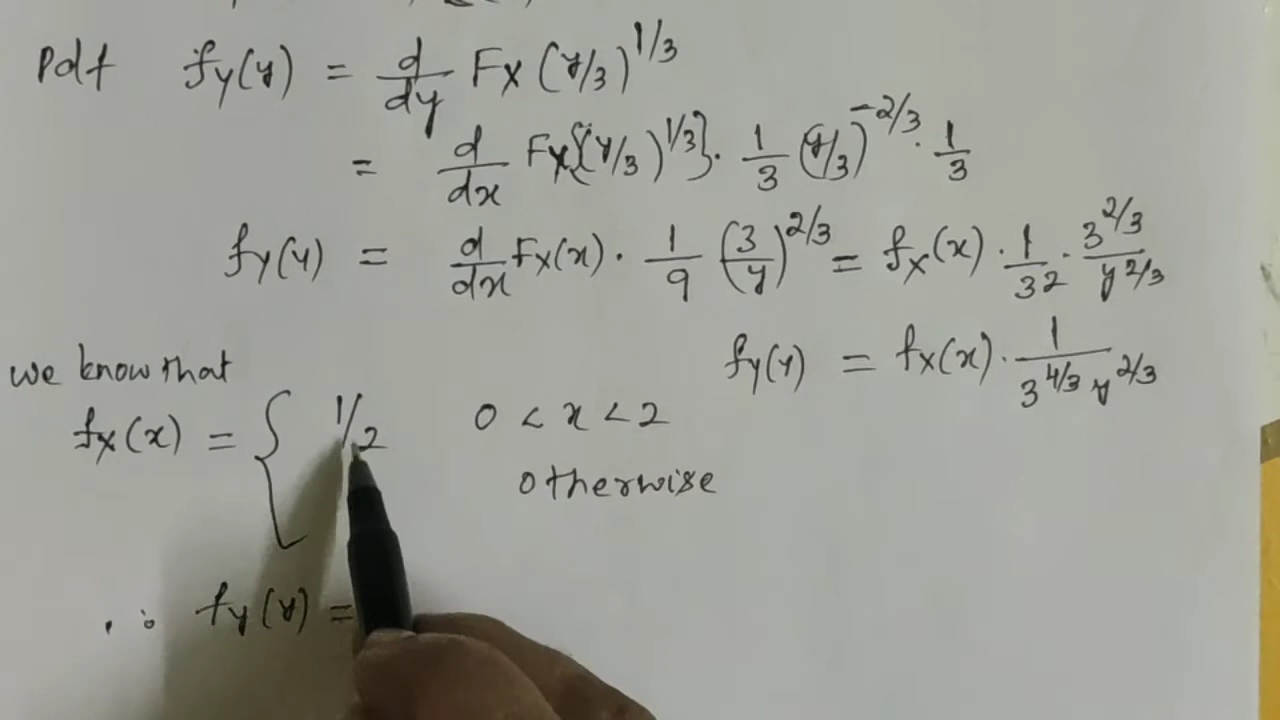 Pdf fy(y) = d/dy FX (y/3)^1/3
= d/dx FX{(y/3)^1/3}. 1/3 (y/3)^-2/3 . 1/3
fy(y) = d/dx FX(x) . 1/9 (3/y)^2/3 = fX(x) . 1/3^2 . 3^2/3 / y^2/3
fy(y) = fX(x) . 1 / 3^4/3 y^2/3
we know that
fX(x) = { 1/2 0 < x < 2
otherwise
∴ fy(y) =